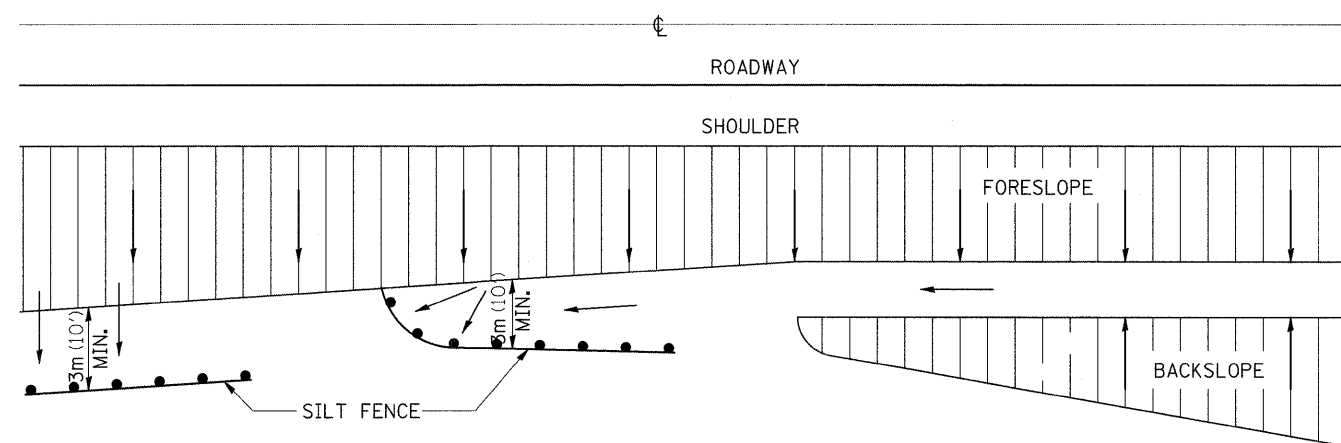 ℄
ROADWAY
SHOULDER
FORESLOPE
3m (10')
MIN.
3m (10')
MIN.
BACKSLOPE
SILT FENCE